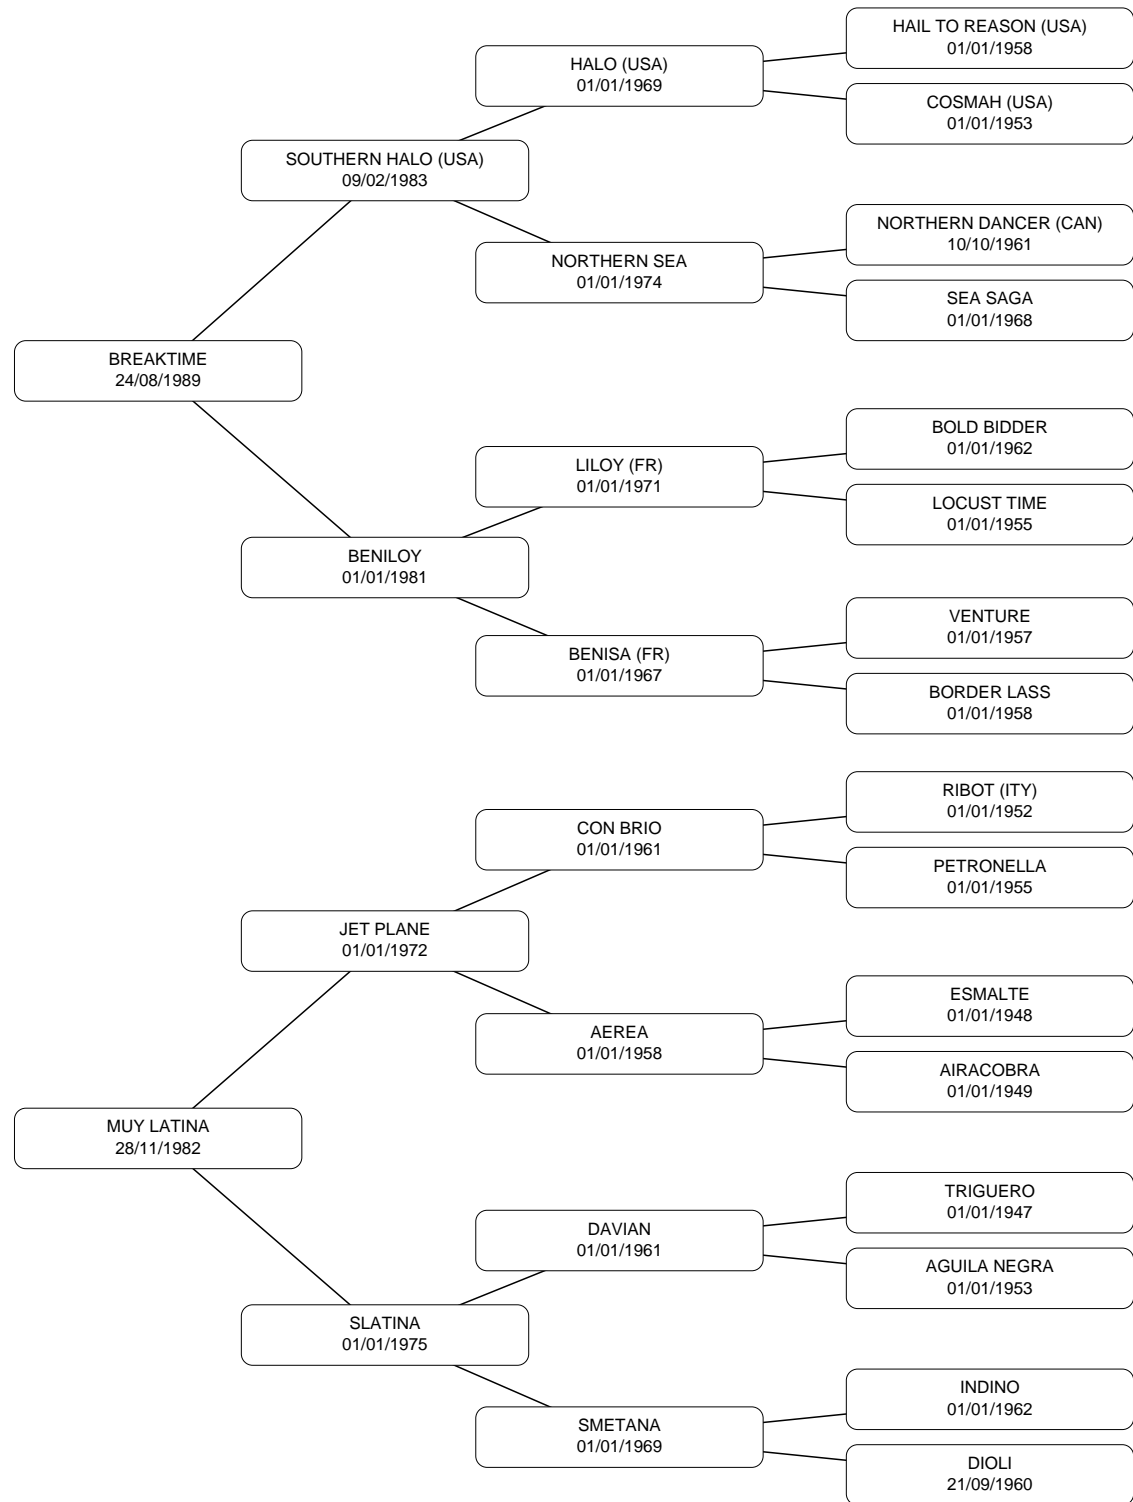 HAIL TO REASON (USA)
01/01/1958
HALO (USA)
01/01/1969
COSMAH (USA)
01/01/1953
SOUTHERN HALO (USA)
09/02/1983
NORTHERN DANCER (CAN)
10/10/1961
NORTHERN SEA
01/01/1974
SEA SAGA
01/01/1968
BREAKTIME
24/08/1989
BOLD BIDDER
01/01/1962
LILOY (FR)
01/01/1971
LOCUST TIME
01/01/1955
BENILOY
01/01/1981
VENTURE
01/01/1957
BENISA (FR)
01/01/1967
BORDER LASS
01/01/1958
RIBOT (ITY)
01/01/1952
CON BRIO
01/01/1961
PETRONELLA
01/01/1955
JET PLANE
01/01/1972
ESMALTE
01/01/1948
AEREA
01/01/1958
AIRACOBRA
01/01/1949
MUY LATINA
28/11/1982
TRIGUERO
01/01/1947
DAVIAN
01/01/1961
AGUILA NEGRA
01/01/1953
SLATINA
01/01/1975
INDINO
01/01/1962
SMETANA
01/01/1969
DIOLI
21/09/1960